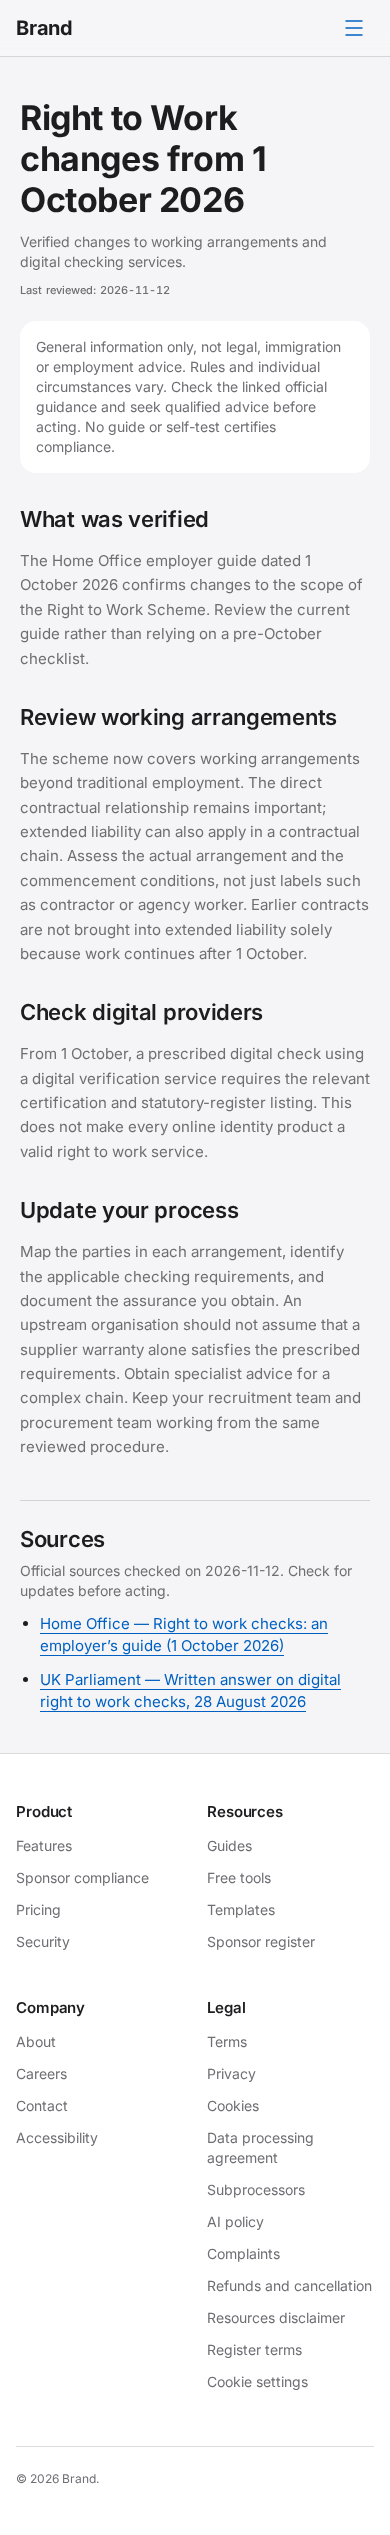 Brand
Right to Work
changes from 1
October 2026
Verified changes to working arrangements and
digital checking services.
Last reviewed: 2026-11-12
General information only, not legal, immigration
or employment advice. Rules and individual
circumstances vary. Check the linked official
guidance and seek qualified advice before
acting. No guide or self-test certifies
compliance.
What was verified
The Home Office employer guide dated 1
October 2026 confirms changes to the scope of
the Right to Work Scheme. Review the current
guide rather than relying on a pre-October
checklist.
Review working arrangements
The scheme now covers working arrangements
beyond traditional employment. The direct
contractual relationship remains important;
extended liability can also apply in a contractual
chain. Assess the actual arrangement and the
commencement conditions, not just labels such
as contractor or agency worker. Earlier contracts
are not brought into extended liability solely
because work continues after 1 October.
Check digital providers
From 1 October, a prescribed digital check using
a digital verification service requires the relevant
certification and statutory-register listing. This
does not make every online identity product a
valid right to work service.
Update your process
Map the parties in each arrangement, identify
the applicable checking requirements, and
document the assurance you obtain. An
upstream organisation should not assume that a
supplier warranty alone satisfies the prescribed
requirements. Obtain specialist advice for a
complex chain. Keep your recruitment team and
procurement team working from the same
reviewed procedure.
Sources
Official sources checked on 2026-11-12. Check for
updates before acting.
Home Office — Right to work checks: an
employer’s guide (1 October 2026)
UK Parliament — Written answer on digital
right to work checks, 28 August 2026
Product
Features
Sponsor compliance
Pricing
Security
Resources
Guides
Free tools
Templates
Sponsor register
Company
About
Careers
Contact
Accessibility
Legal
Terms
Privacy
Cookies
Data processing
agreement
Subprocessors
AI policy
Complaints
Refunds and cancellation
Resources disclaimer
Register terms
Cookie settings
© 2026 Brand.